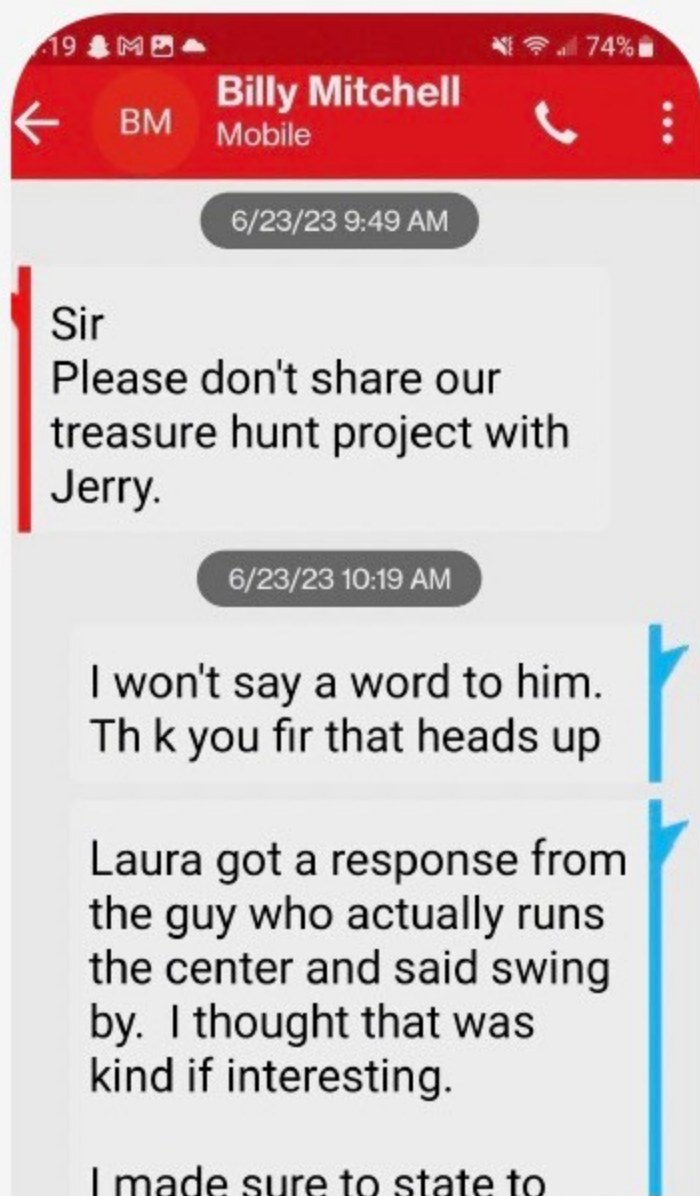 :19 74%
BM
Billy Mitchell
Mobile
6/23/23 9:49 AM
Sir
Please don't share our
treasure hunt project with
Jerry.
6/23/23 10:19 AM
I won't say a word to him.
Th k you fir that heads up
Laura got a response from
the guy who actually runs
the center and said swing
by.  I thought that was
kind if interesting.
I made sure to state to